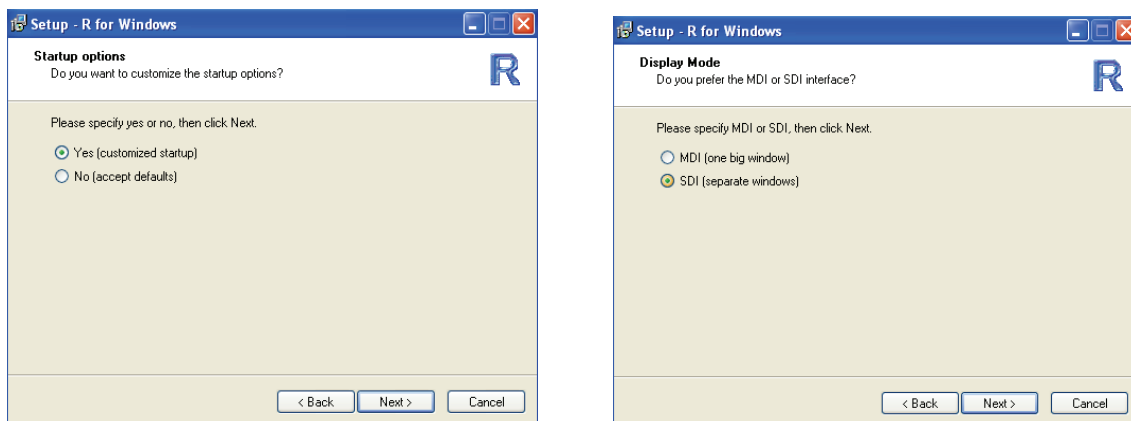 Setup - R for Windows
Startup options
Do you want to customize the startup options?
R
Please specify yes or no, then click Next.
Yes (customized startup)
No (accept defaults)
< Back
Next >
Cancel
Setup - R for Windows
Display Mode
Do you prefer the MDI or SDI interface?
R
Please specify MDI or SDI, then click Next.
MDI (one big window)
SDI (separate windows)
< Back
Next >
Cancel